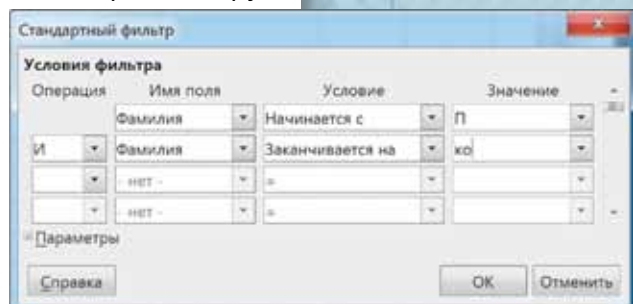 Стандартный фильтр
Условия фильтра
Операция Имя поля Условие Значение
Фамилия Начинается с П
И Фамилия Заканчивается на ко
- нет - =
- нет - =
Параметры
Справка ОК Отменить